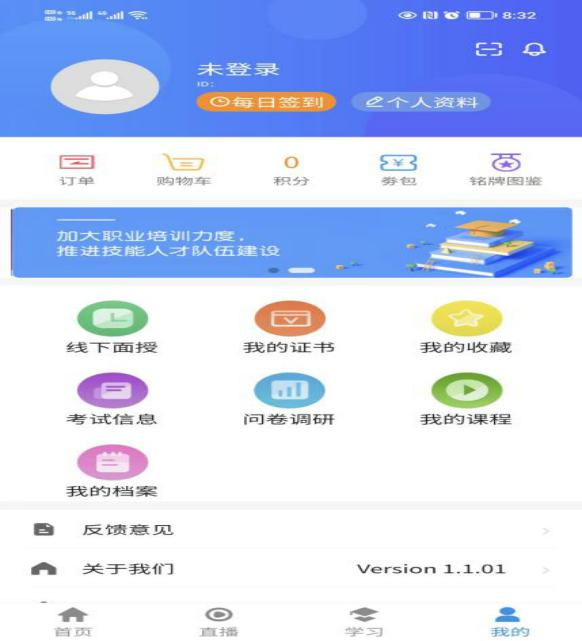 8:32
未登录
ID:
每日签到 个人资料
0
订单 购物车 积分 券包 铭牌图鉴
加大职业培训力度，
推进技能人才队伍建设
线下面授 我的证书 我的收藏
考试信息 问卷调研 我的课程
我的档案
反馈意见
关于我们 Version 1.1.01
首页 直播 学习 我的